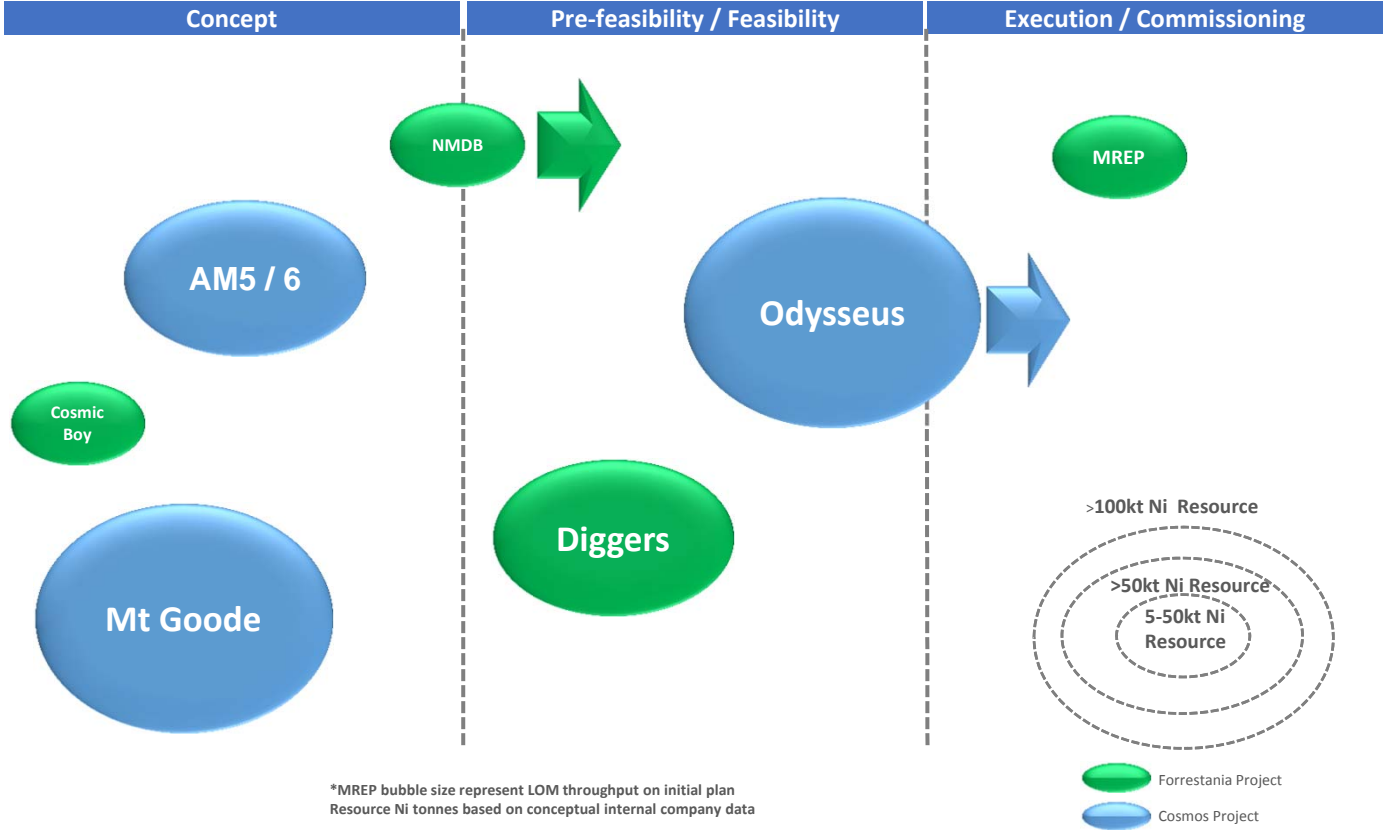 Concept
Pre-feasibility / Feasibility
Execution / Commissioning
NMDB
MREP
AM5 / 6
Odysseus
Cosmic
Boy
Diggers
Mt Goode
>100kt Ni Resource
>50kt Ni Resource
5-50kt Ni
Resource
*MREP bubble size represent LOM throughput on initial plan
Resource Ni tonnes based on conceptual internal company data
Forrestania Project
Cosmos Project